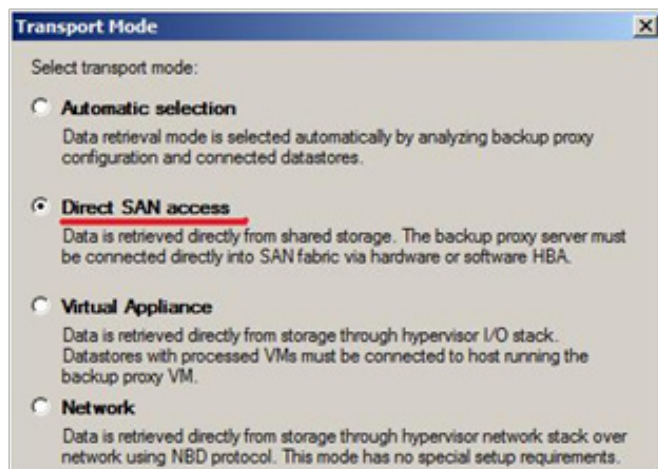 Transport Mode
Select transport mode:
Automatic selection
Data retrieval mode is selected automatically by analyzing backup proxy
configuration and connected datastores.
Direct SAN access
Data is retrieved directly from shared storage. The backup proxy server must
be connected directly into SAN fabric via hardware or software HBA.
Virtual Appliance
Data is retrieved directly from storage through hypervisor I/O stack.
Datastores with processed VMs must be connected to host running the
backup proxy VM.
Network
Data is retrieved directly from storage through hypervisor network stack over
network using NBD protocol. This mode has no special setup requirements.